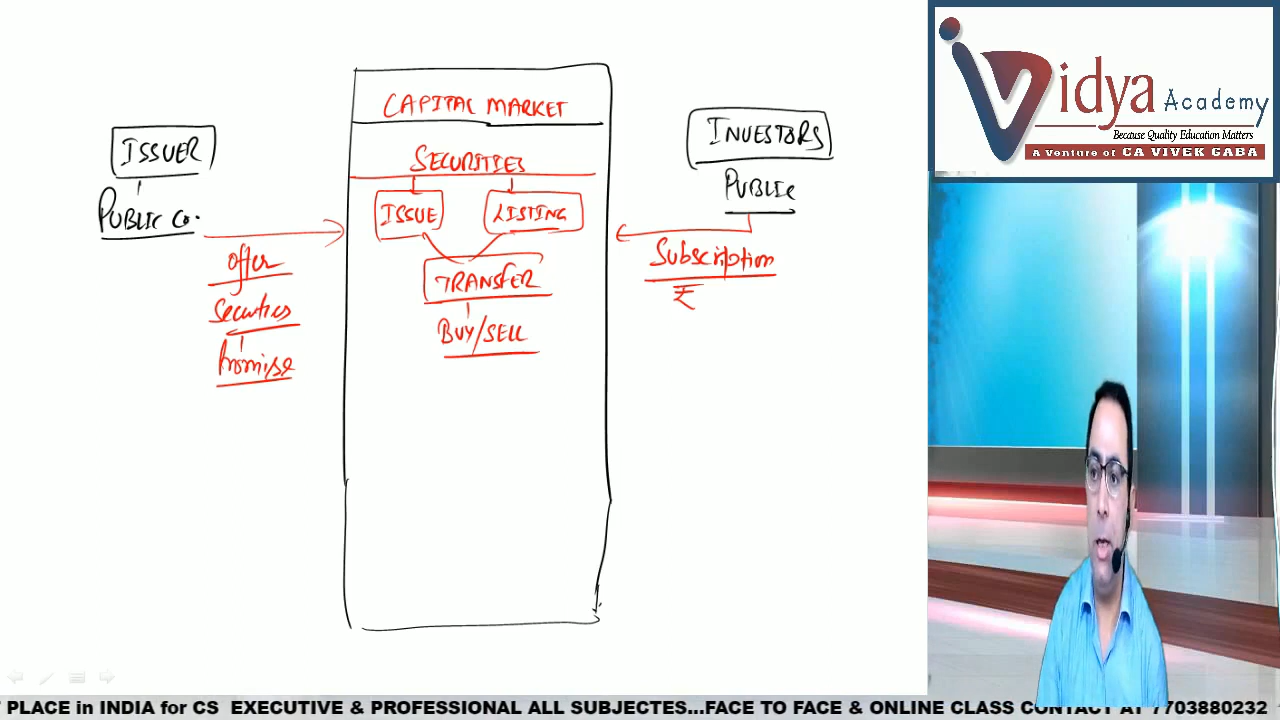 CAPITAL MARKET
ISSUER
PUBLIC Co.
offer
Securities
Promise
SECURITIES
ISSUE
LISTING
TRANSFER
BUY/SELL
INVESTORS
PUBLIC
Subscription
₹
Vidya Academy
Because Quality Education Matters
A Venture of CA VIVEK GABA
PLACE in INDIA for CS EXECUTIVE & PROFESSIONAL ALL SUBJECTES...FACE TO FACE & ONLINE CLASS CONTACT AT 7703880232